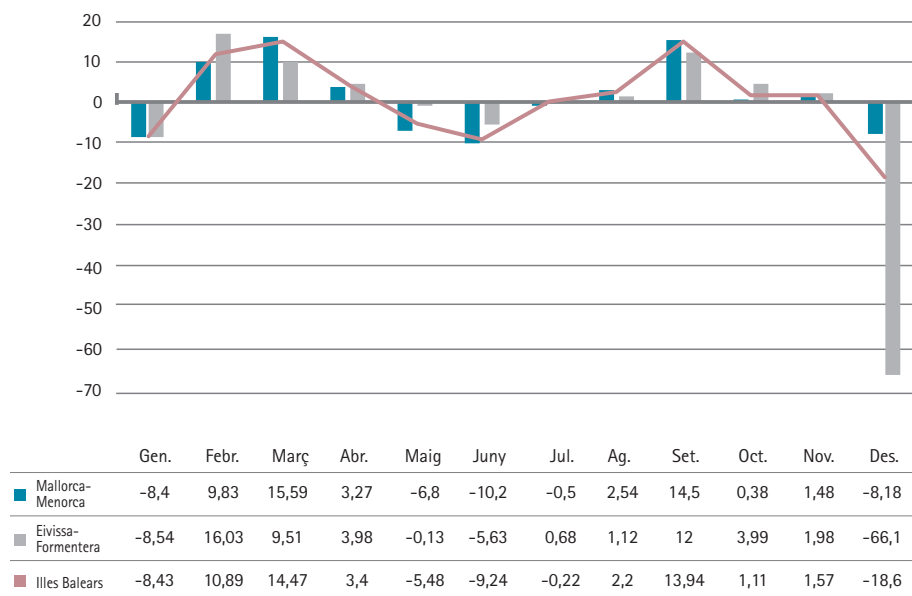 20
10
0
-10
-20
-30
-40
-50
-60
-70
Gen. Febr. Març Abr. Maig Juny Jul. Ag. Set. Oct. Nov. Des.
Mallorca-
Menorca -8,4 9,83 15,59 3,27 -6,8 -10,2 -0,5 2,54 14,5 0,38 1,48 -8,18
Eivissa-
Formentera -8,54 16,03 9,51 3,98 -0,13 -5,63 0,68 1,12 12 3,99 1,98 -66,1
Illes Balears -8,43 10,89 14,47 3,4 -5,48 -9,24 -0,22 2,2 13,94 1,11 1,57 -18,6